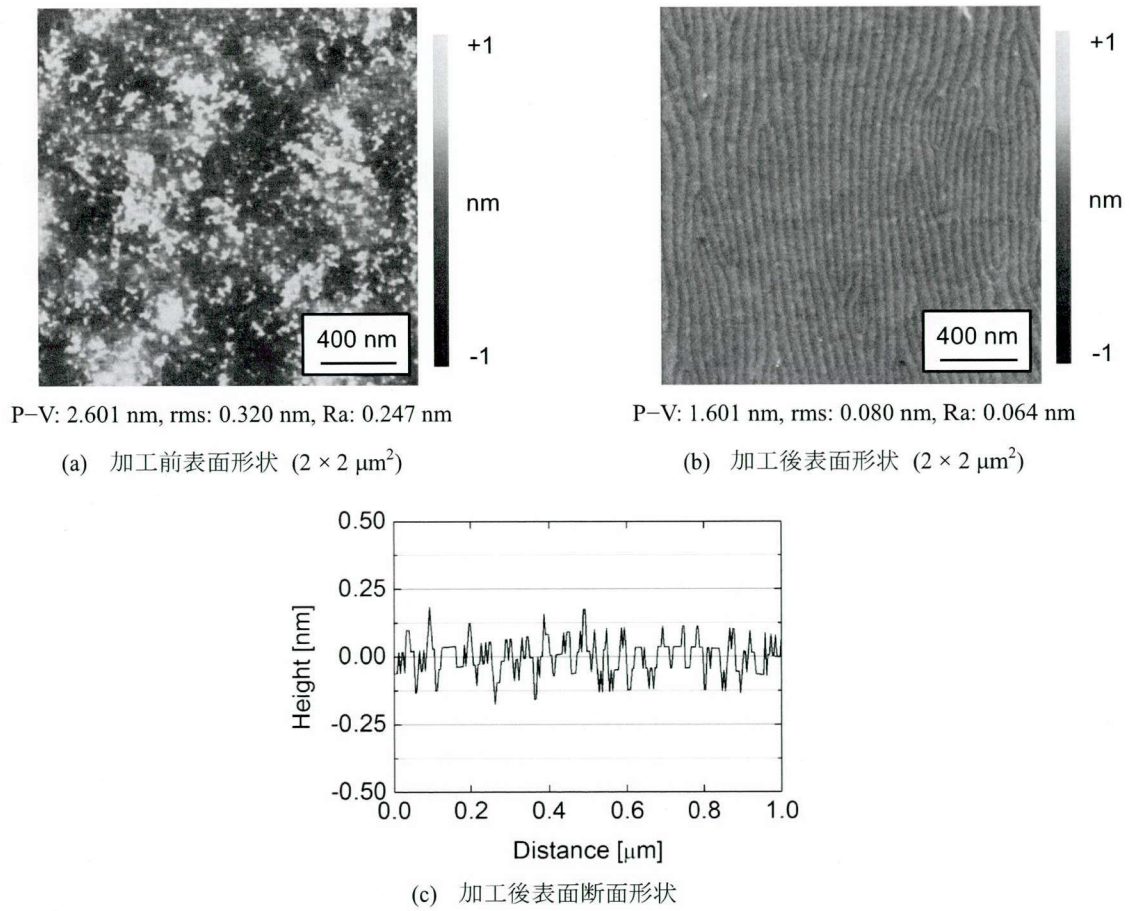 +1
nm
-1
400 nm
P−V: 2.601 nm, rms: 0.320 nm, Ra: 0.247 nm
(a) 加工前表面形状 (2 × 2 μm²)
+1
nm
-1
400 nm
P−V: 1.601 nm, rms: 0.080 nm, Ra: 0.064 nm
(b) 加工後表面形状 (2 × 2 μm²)
0.50
0.25
0.00
-0.25
-0.50
Height [nm]
0.0 0.2 0.4 0.6 0.8 1.0
Distance [μm]
(c) 加工後表面断面形状